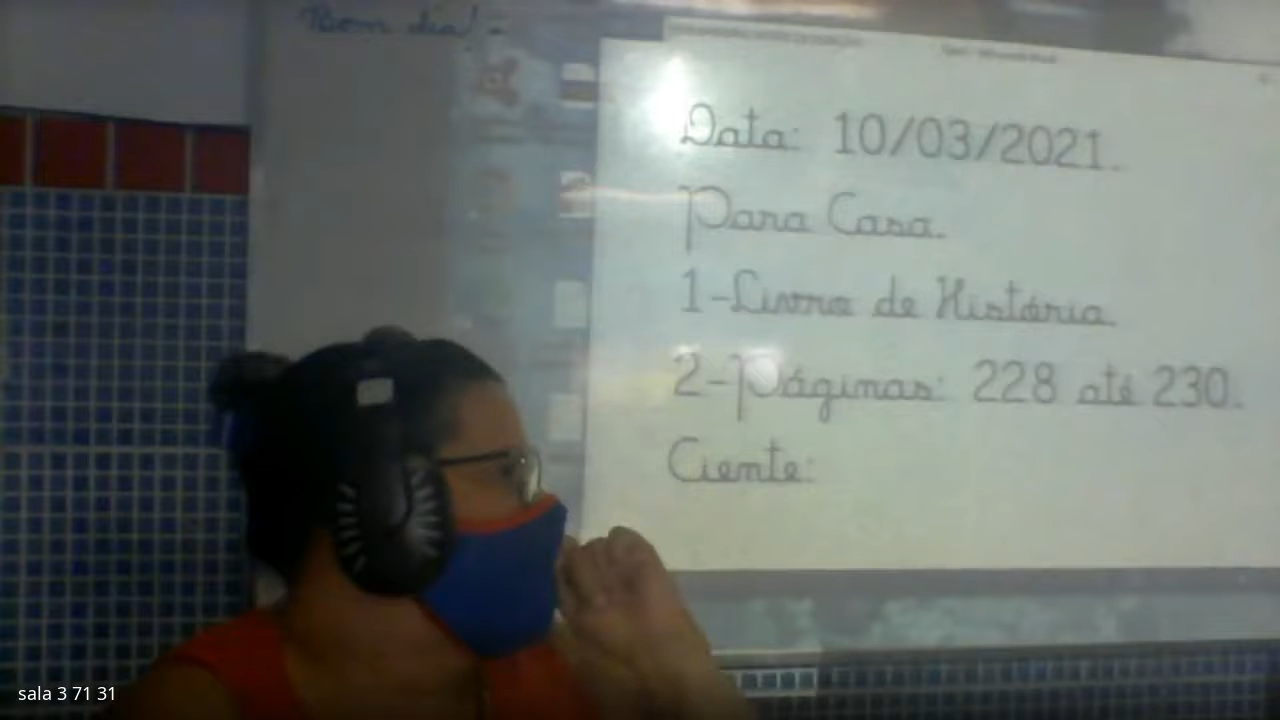 Bom dia!
Data: 10/03/2021.
Para Casa.
1-Livro de História.
2-Páginas: 228 até 230.
Ciente:
sala 3 71 31